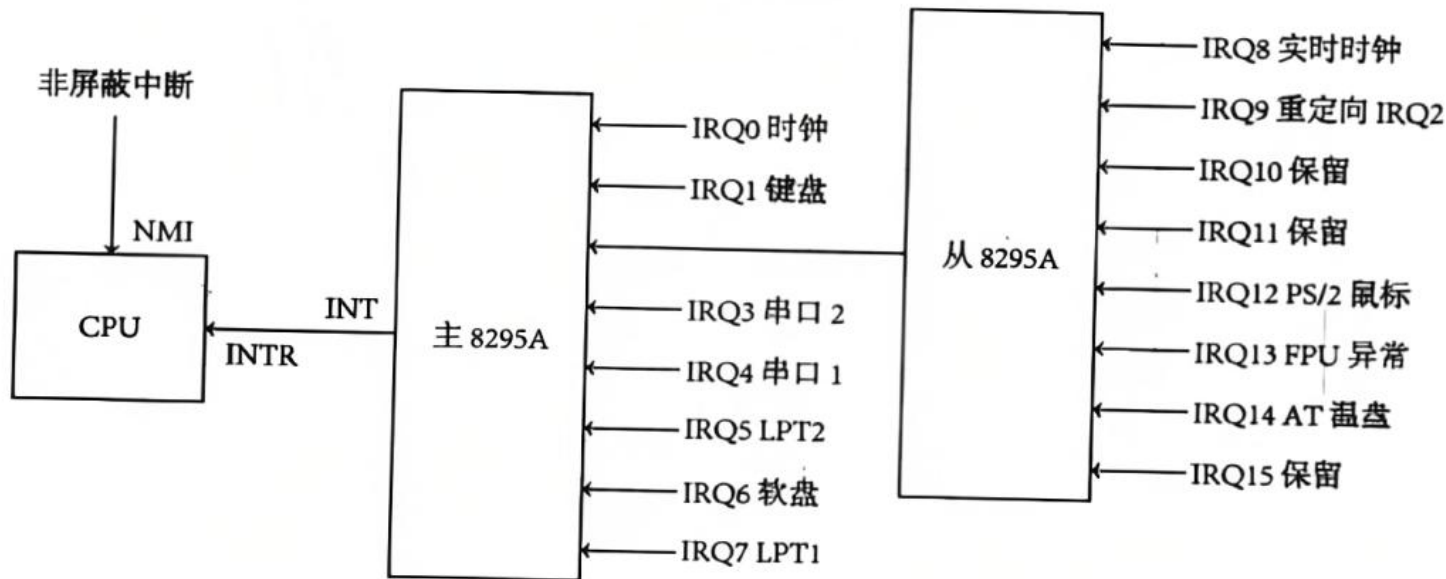 非屏蔽中断
NMI
CPU
INT
INTR
主 8295A
IRQ0 时钟
IRQ1 键盘
IRQ3 串口 2
IRQ4 串口 1
IRQ5 LPT2
IRQ6 软盘
IRQ7 LPT1
从 8295A
IRQ8 实时时钟
IRQ9 重定向 IRQ2
IRQ10 保留
IRQ11 保留
IRQ12 PS/2 鼠标
IRQ13 FPU 异常
IRQ14 AT 温盘
IRQ15 保留